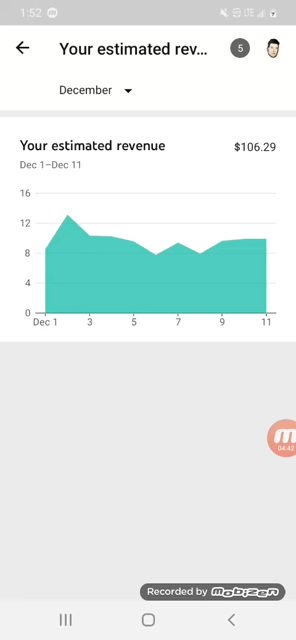 1:52
LTE
Your estimated rev...
5
December
Your estimated revenue
$106.29
Dec 1–Dec 11
16
12
8
4
0
Dec 1 3 5 7 9 11
04:42
Recorded by mobizen